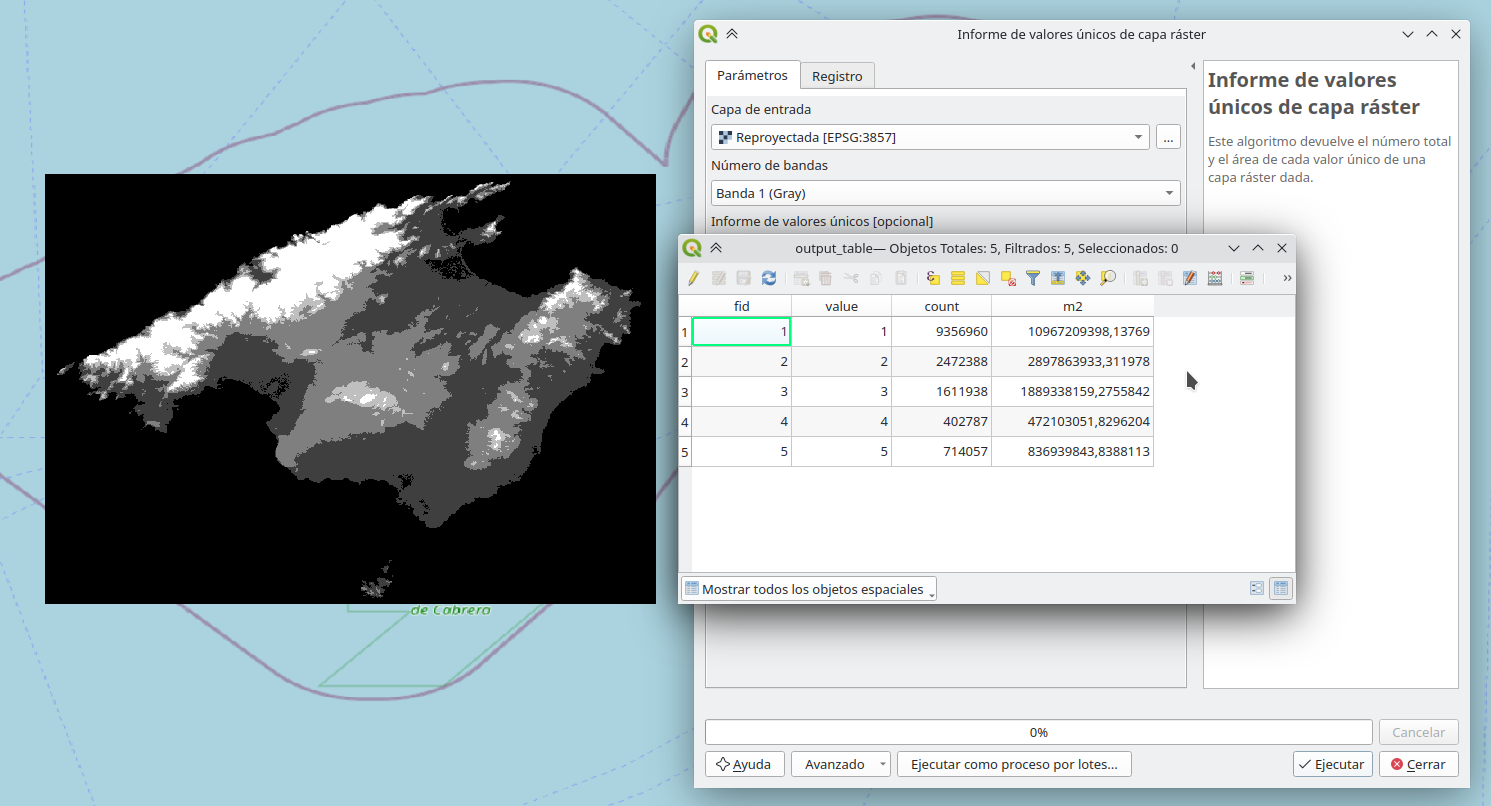 Informe de valores únicos de capa ráster
Parámetros
Registro
Capa de entrada
Reproyectada [EPSG:3857]
...
Número de bandas
Banda 1 (Gray)
Informe de valores únicos [opcional]
Informe de valores
únicos de capa ráster
Este algoritmo devuelve el número total
y el área de cada valor único de una
capa ráster dada.
output_table— Objetos Totales: 5, Filtrados: 5, Seleccionados: 0
»
fid value count m2
1 1 1 9356960 10967209398,13769
2 2 2 2472388 2897863933,311978
3 3 3 1611938 1889338159,2755842
4 4 4 402787 472103051,8296204
5 5 5 714057 836939843,8388113
Mostrar todos los objetos espaciales
de Cabrera
0%
Cancelar
Ayuda
Avanzado
Ejecutar como proceso por lotes...
Ejecutar
Cerrar